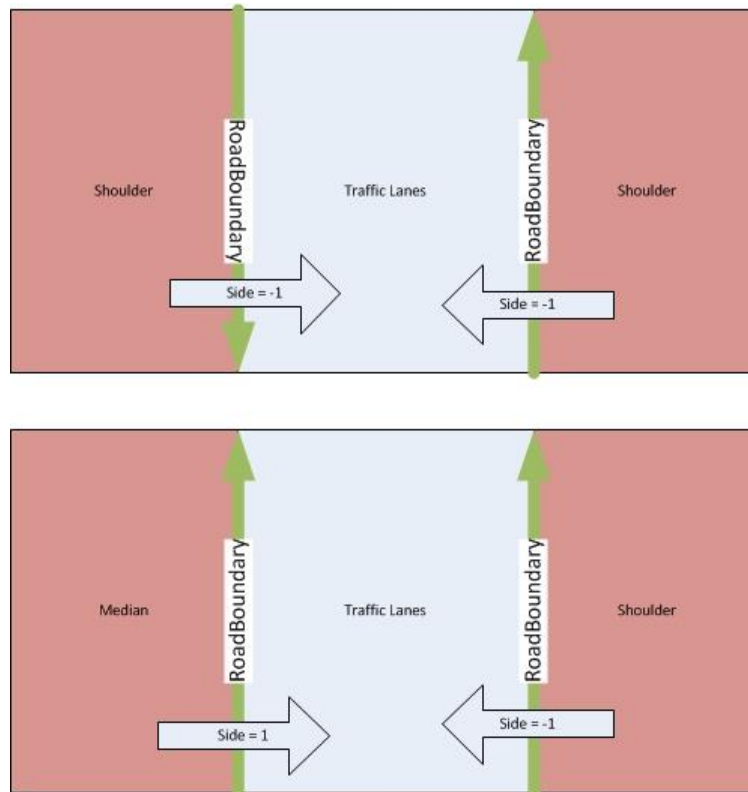 Shoulder
RoadBoundary
Traffic Lanes
RoadBoundary
Shoulder
Side = -1
Side = -1
Median
RoadBoundary
Traffic Lanes
RoadBoundary
Shoulder
Side = 1
Side = -1